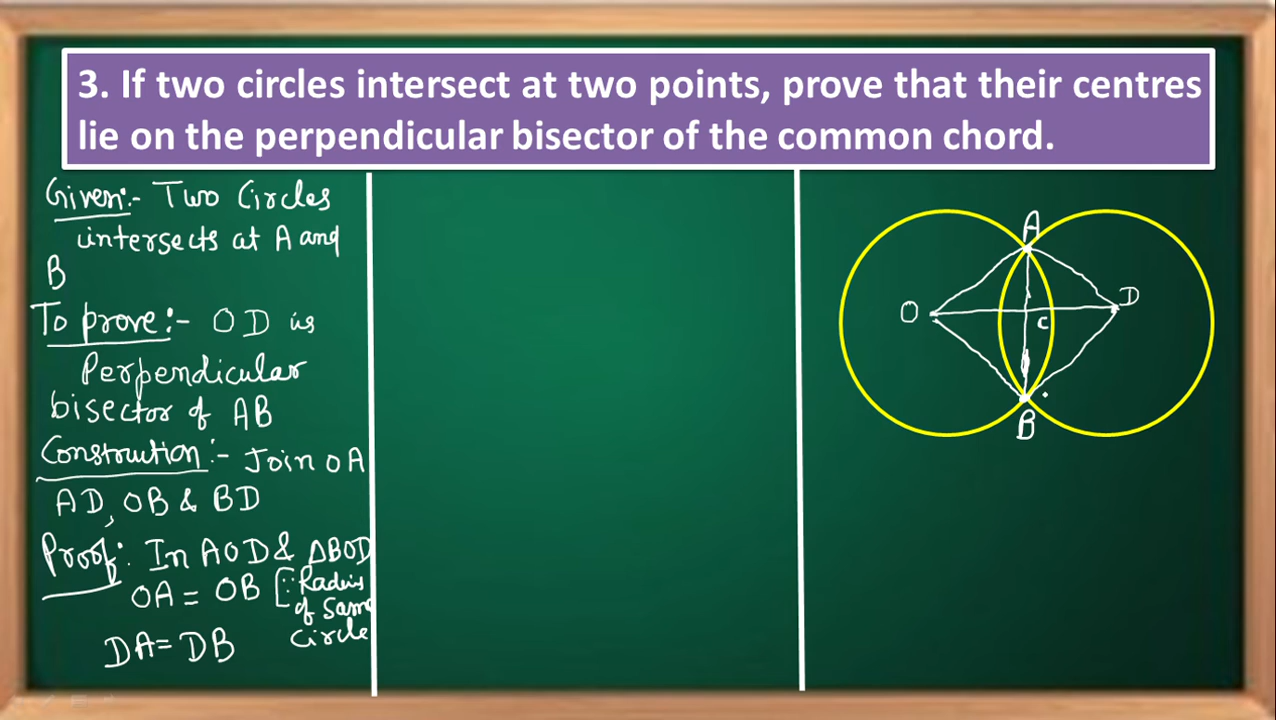 3. If two circles intersect at two points, prove that their centres
lie on the perpendicular bisector of the common chord.
Given:- Two Circles
intersects at A and
B
To prove:- OD is
Perpendicular
bisector of AB
Construction:- Join OA
AD, OB & BD
Proof: In AOD & ΔBOD
OA = OB [∵ Radius
of Same
circle
DA = DB
A
O
D
C
B